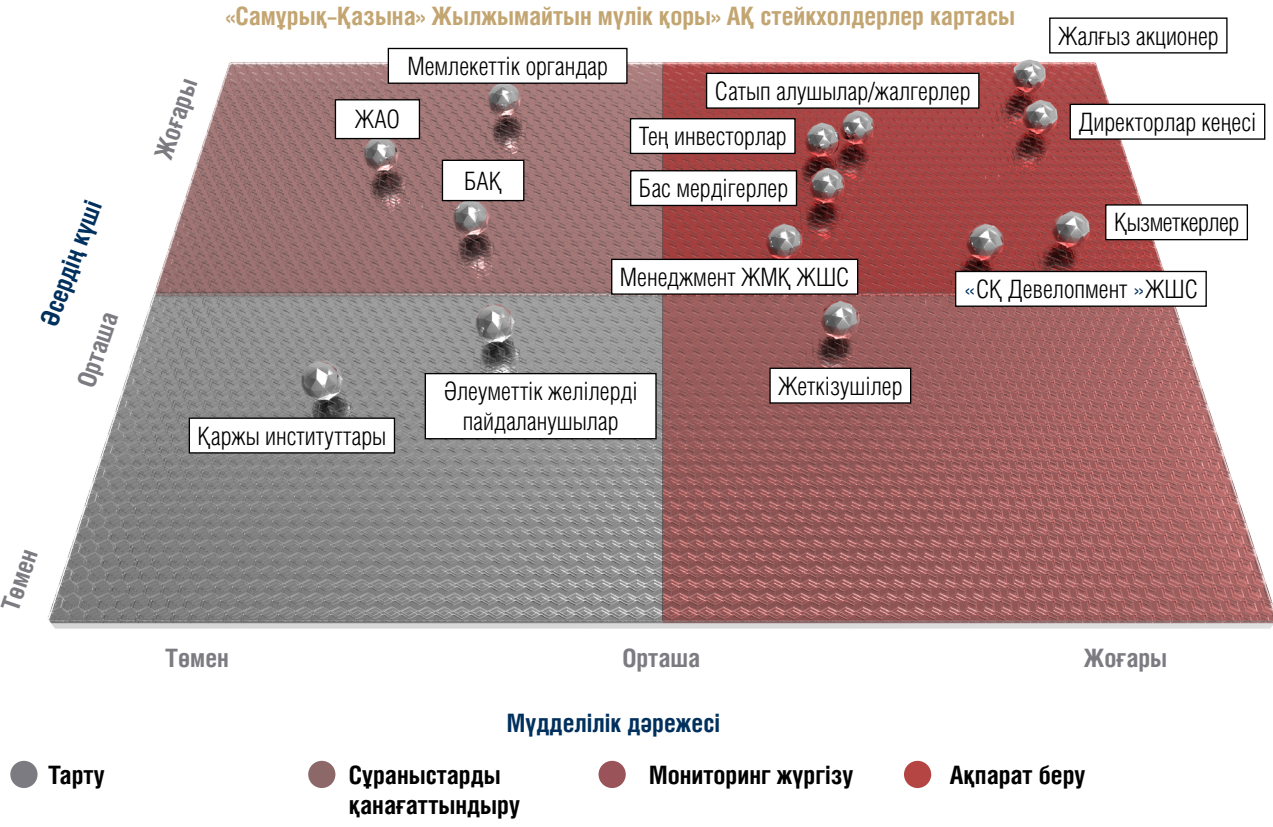 «Самұрық-Қазына» Жылжымайтын мүлік қоры» АҚ стейкхолдерлер картасы
Жалғыз акционер
Мемлекеттік органдар
Сатып алушылар/жалгерлер
ЖАО
Тең инвесторлар
Директорлар кеңесі
БАҚ
Бас мердігерлер
Қызметкерлер
Менеджмент ЖМҚ ЖШС
«СҚ Девелопмент »ЖШС
Әлеуметтік желілерді
пайдаланушылар
Жеткізушілер
Қаржы институттары
Әсердің күші
Жоғары
Орташа
Төмен
Төмен
Орташа
Жоғары
Мүдделілік дәрежесі
Тарту
Сұраныстарды
қанағаттындыру
Мониторинг жүргізу
Ақпарат беру